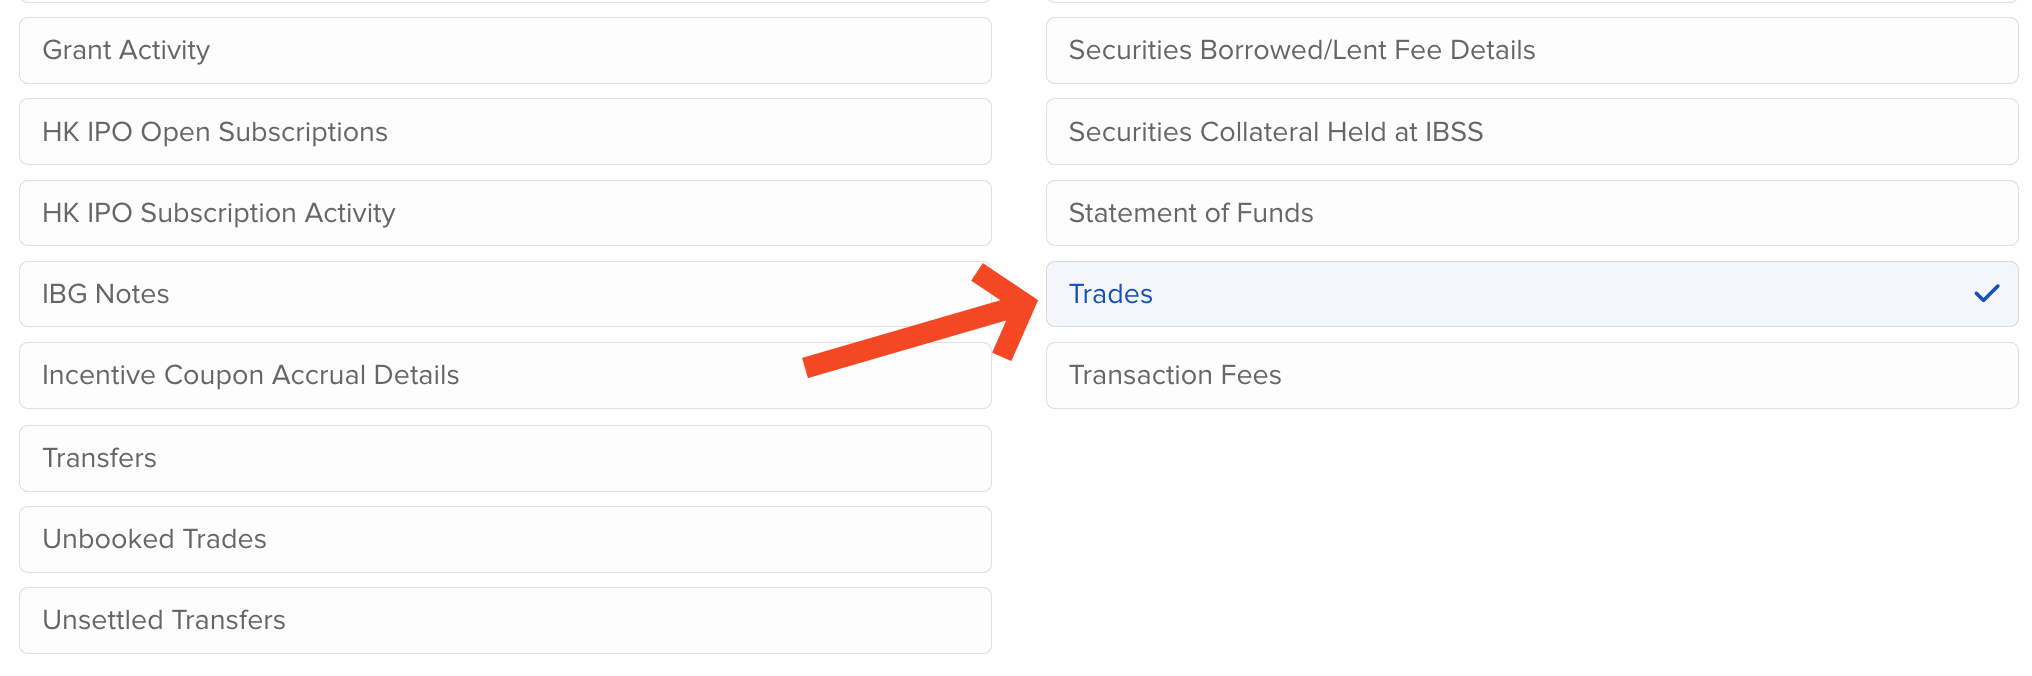 Grant Activity
HK IPO Open Subscriptions
HK IPO Subscription Activity
IBG Notes
Incentive Coupon Accrual Details
Transfers
Unbooked Trades
Unsettled Transfers
Securities Borrowed/Lent Fee Details
Securities Collateral Held at IBSS
Statement of Funds
Trades
Transaction Fees